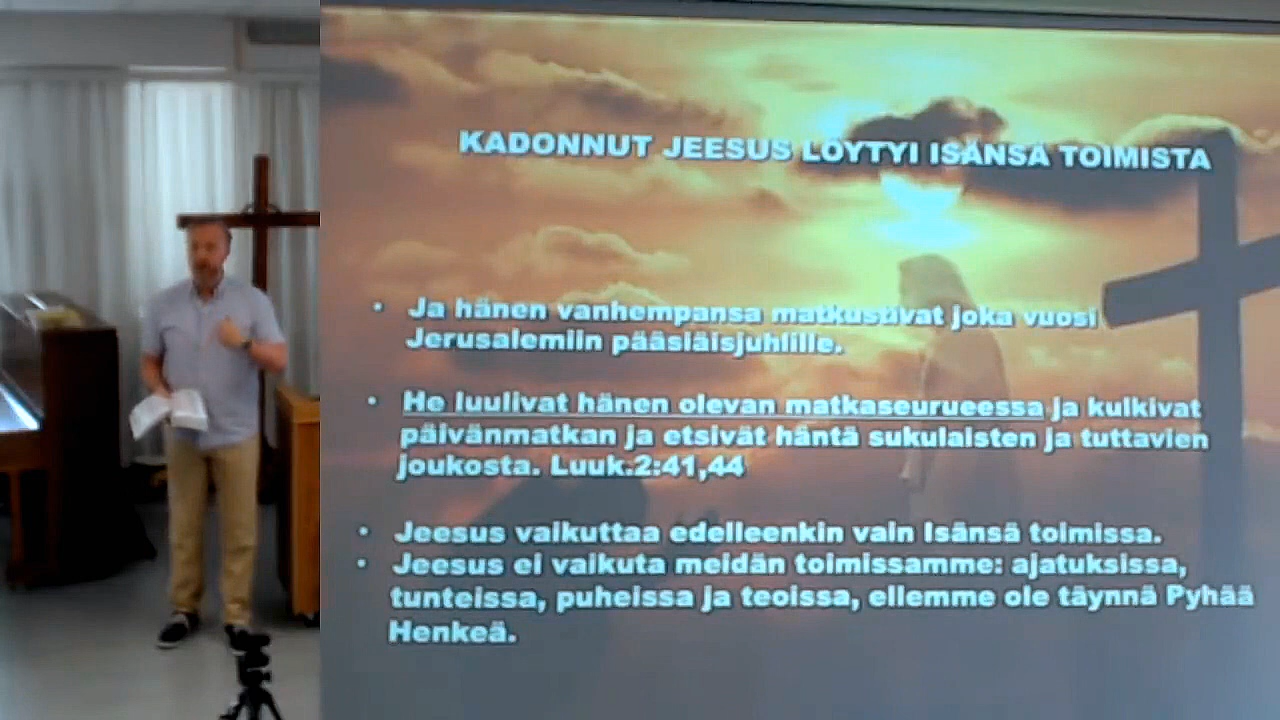 KADONNUT JEESUS LÖYTYI ISÄNSÄ TOIMISTA
• Ja hänen vanhempansa matkustivat joka vuosi
Jerusalemiin pääsiäisjuhlille.
• He luulivat hänen olevan matkaseurueessa ja kulkivat
päivänmatkan ja etsivät häntä sukulaisten ja tuttavien
joukosta. Luuk.2:41,44
• Jeesus vaikuttaa edelleenkin vain Isänsä toimissa.
• Jeesus ei vaikuta meidän toimissamme: ajatuksissa,
tunteissa, puheissa ja teoissa, ellemme ole täynnä Pyhää
Henkeä.